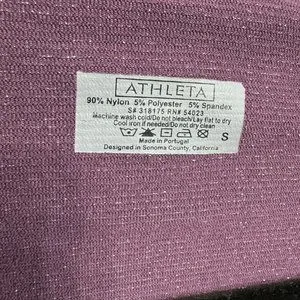 ATHLETA
90% Nylon 5% Polyester 5% Spandex
S# 318175 RN# 54023
Machine wash cold/Do not bleach/Lay flat to dry
Cool iron if needed/Do not dry clean
S
Made in Portugal
Designed in Sonoma County, California